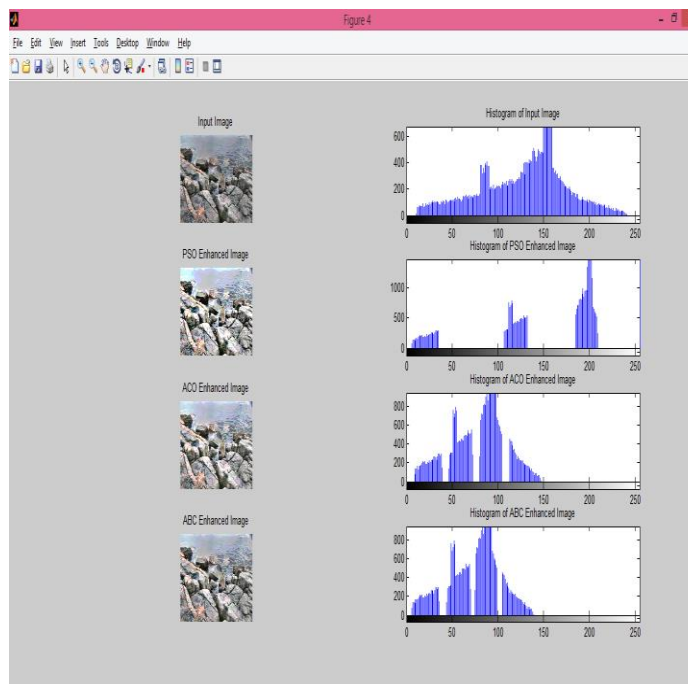 Figure 4
File Edit View Insert Tools Desktop Window Help
Input Image
Histogram of Input Image
600
400
200
0
0 50 100 150 200 250
PSO Enhanced Image
Histogram of PSO Enhanced Image
1000
500
0
0 50 100 150 200 250
ACO Enhanced Image
Histogram of ACO Enhanced Image
800
600
400
200
0
0 50 100 150 200 250
ABC Enhanced Image
Histogram of ABC Enhanced Image
800
600
400
200
0
0 50 100 150 200 250